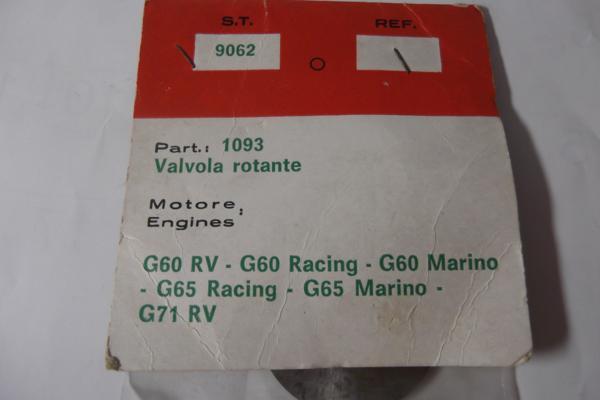 S.T. REF.
9062
Part.: 1093
Valvola rotante
Motore;
Engines
G60 RV - G60 Racing - G60 Marino
- G65 Racing - G65 Marino -
G71 RV